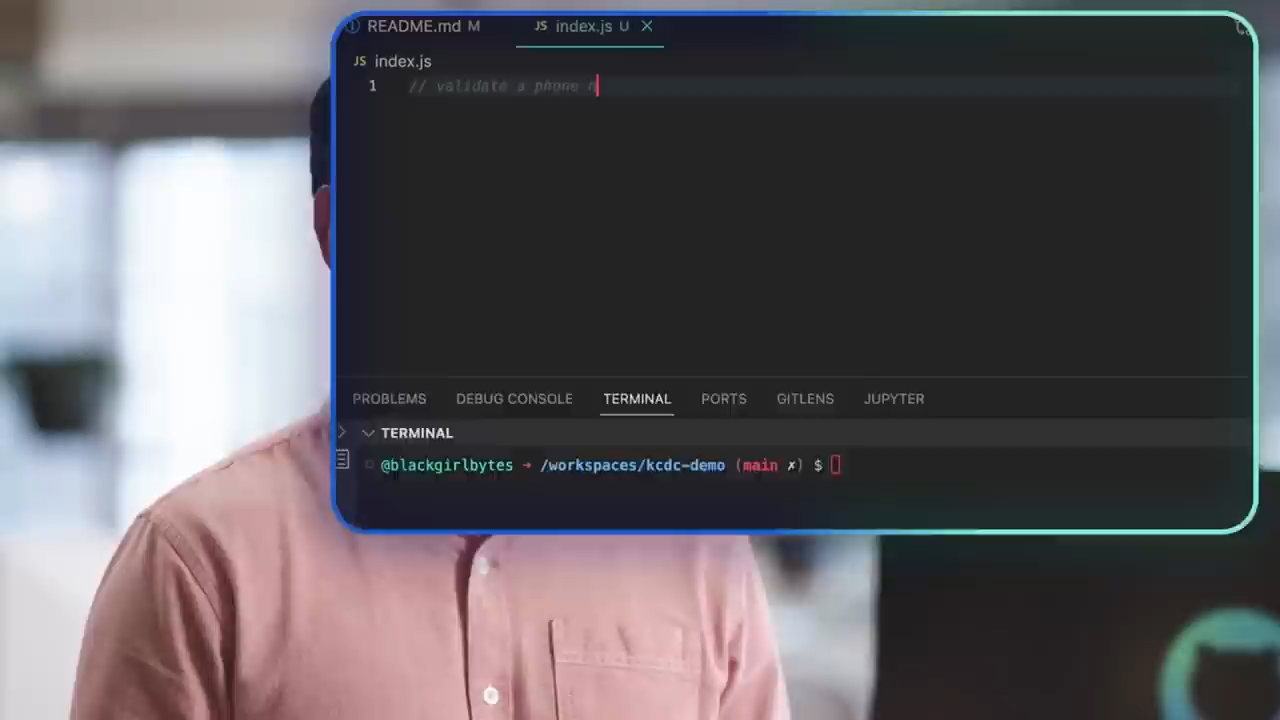 README.md M JS index.js U
JS index.js
1 // validate a phone n
PROBLEMS DEBUG CONSOLE TERMINAL PORTS GITLENS JUPYTER
TERMINAL
@blackgirlbytes → /workspaces/kcdc-demo (main ✗) $